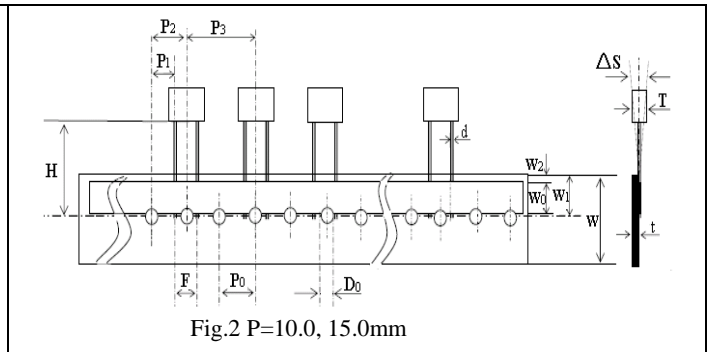 P2
P3
P1
ΔS
T
H
d
W2
W0
W1
W
t
F
P0
D0
Fig.2 P=10.0, 15.0mm